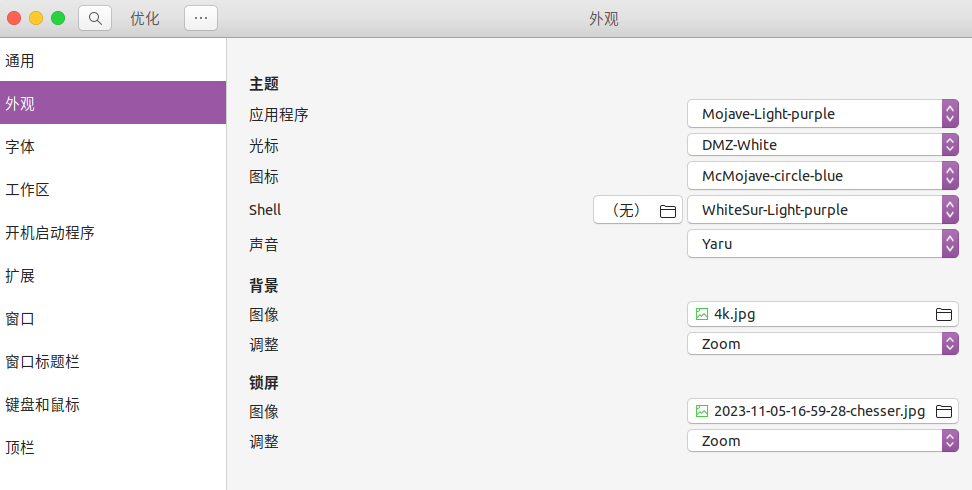 优化
外观
通用
外观
字体
工作区
开机启动程序
扩展
窗口
窗口标题栏
键盘和鼠标
顶栏
主题
应用程序 Mojave-Light-purple
光标 DMZ-White
图标 McMojave-circle-blue
Shell （无） WhiteSur-Light-purple
声音 Yaru
背景
图像 4k.jpg
调整 Zoom
锁屏
图像 2023-11-05-16-59-28-chesser.jpg
调整 Zoom